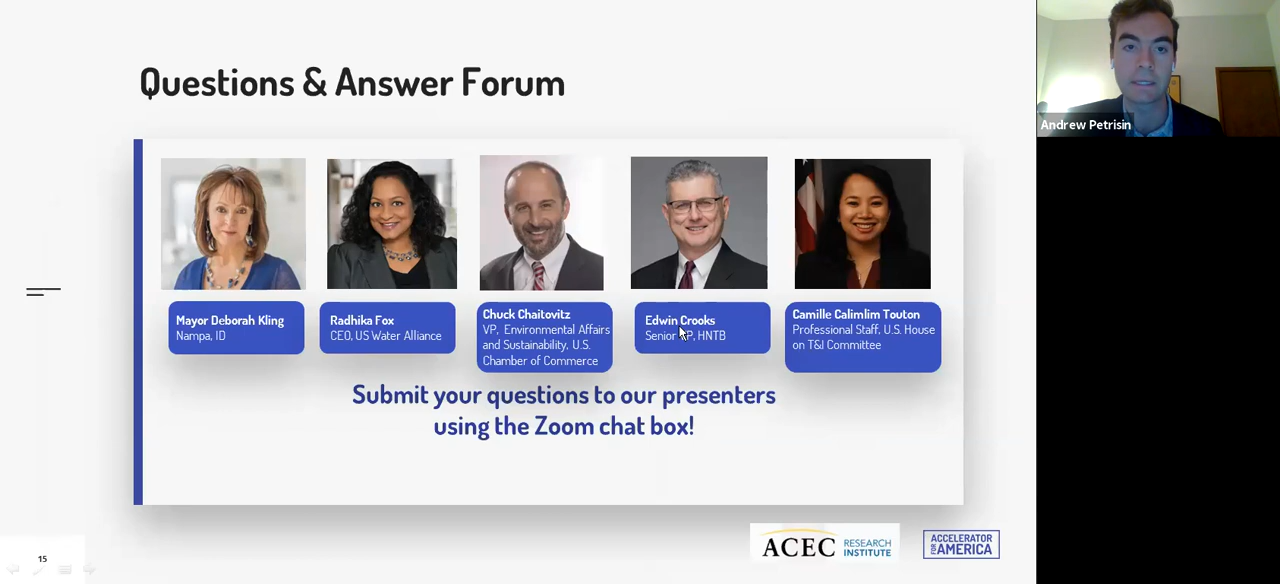 Questions & Answer Forum
Andrew Petrisin
Mayor Deborah Kling
Nampa, ID
Radhika Fox
CEO, US Water Alliance
Chuck Chaitovitz
VP, Environmental Affairs
and Sustainability, U.S.
Chamber of Commerce
Edwin Crooks
Senior VP, HNTB
Camille Calimlim Touton
Professional Staff, U.S. House
on T&I Committee
Submit your questions to our presenters
using the Zoom chat box!
ACEC RESEARCH
INSTITUTE
ACCELERATOR
FOR AMERICA
15